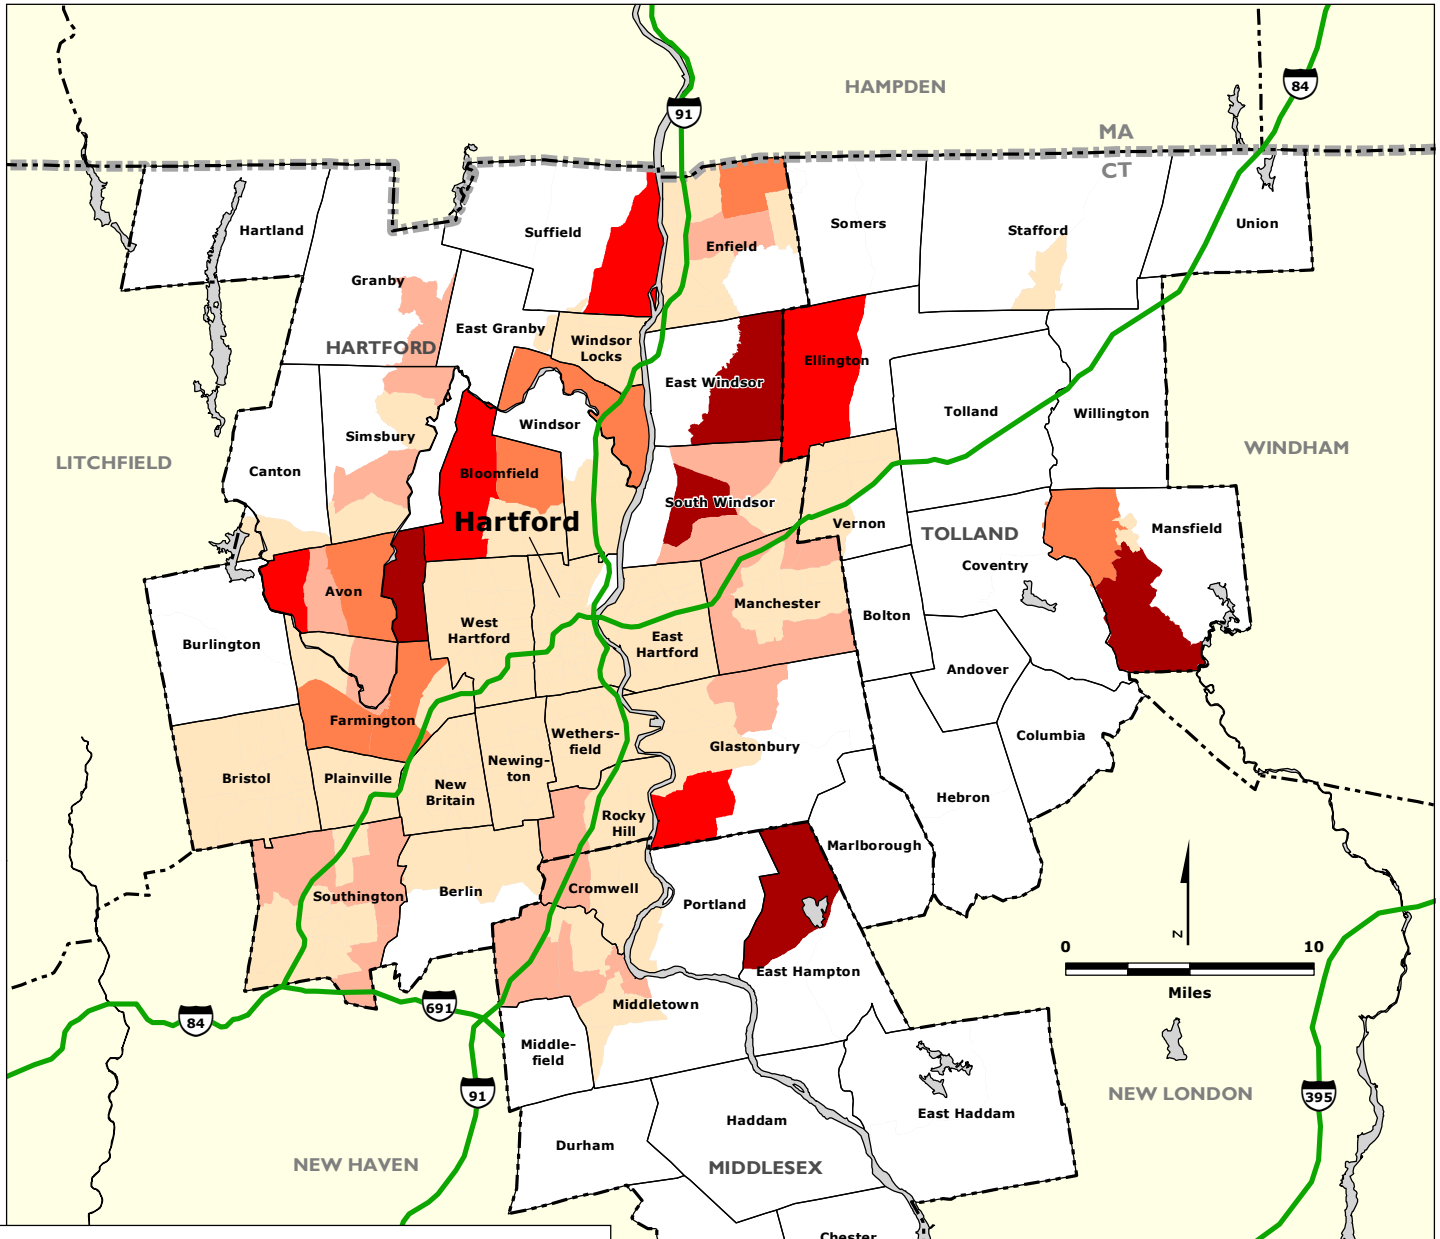 HAMPDEN
84
91
MA
CT
Hartland
Suffield
Enfield
Somers
Stafford
Union
Granby
East Granby
Windsor
Locks
HARTFORD
Ellington
East Windsor
Tolland
Willington
Simsbury
Windsor
LITCHFIELD
Canton
Bloomfield
WINDHAM
South Windsor
Hartford
Vernon
TOLLAND
Mansfield
Coventry
Avon
Manchester
Bolton
Burlington
West
Hartford
East
Hartford
Andover
Farmington
Wethers-
field
Glastonbury
Columbia
Bristol
Plainville
New
Britain
Newing-
ton
Hebron
Rocky
Hill
Marlborough
Southington
Berlin
Cromwell
Portland
N
0
10
Miles
East Hampton
Middletown
691
84
Middle-
field
91
NEW LONDON
395
East Haddam
Haddam
Durham
NEW HAVEN
MIDDLESEX
Chester